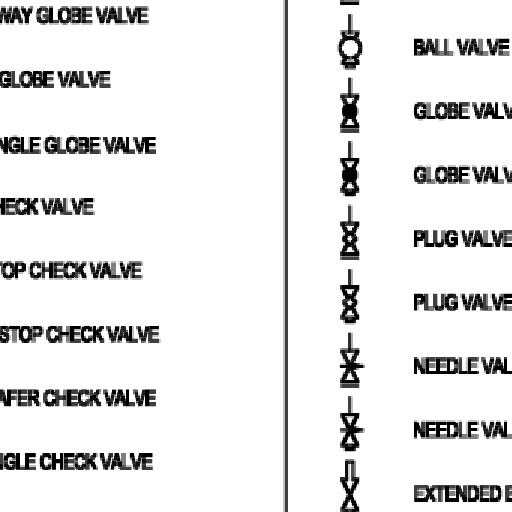 WAY GLOBE VALVE
GLOBE VALVE
NGLE GLOBE VALVE
HECK VALVE
TOP CHECK VALVE
STOP CHECK VALVE
AFER CHECK VALVE
NGLE CHECK VALVE
BALL VALVE
GLOBE VALV
GLOBE VALV
PLUG VALVE
PLUG VALVE
NEEDLE VAL
NEEDLE VAL
EXTENDED B